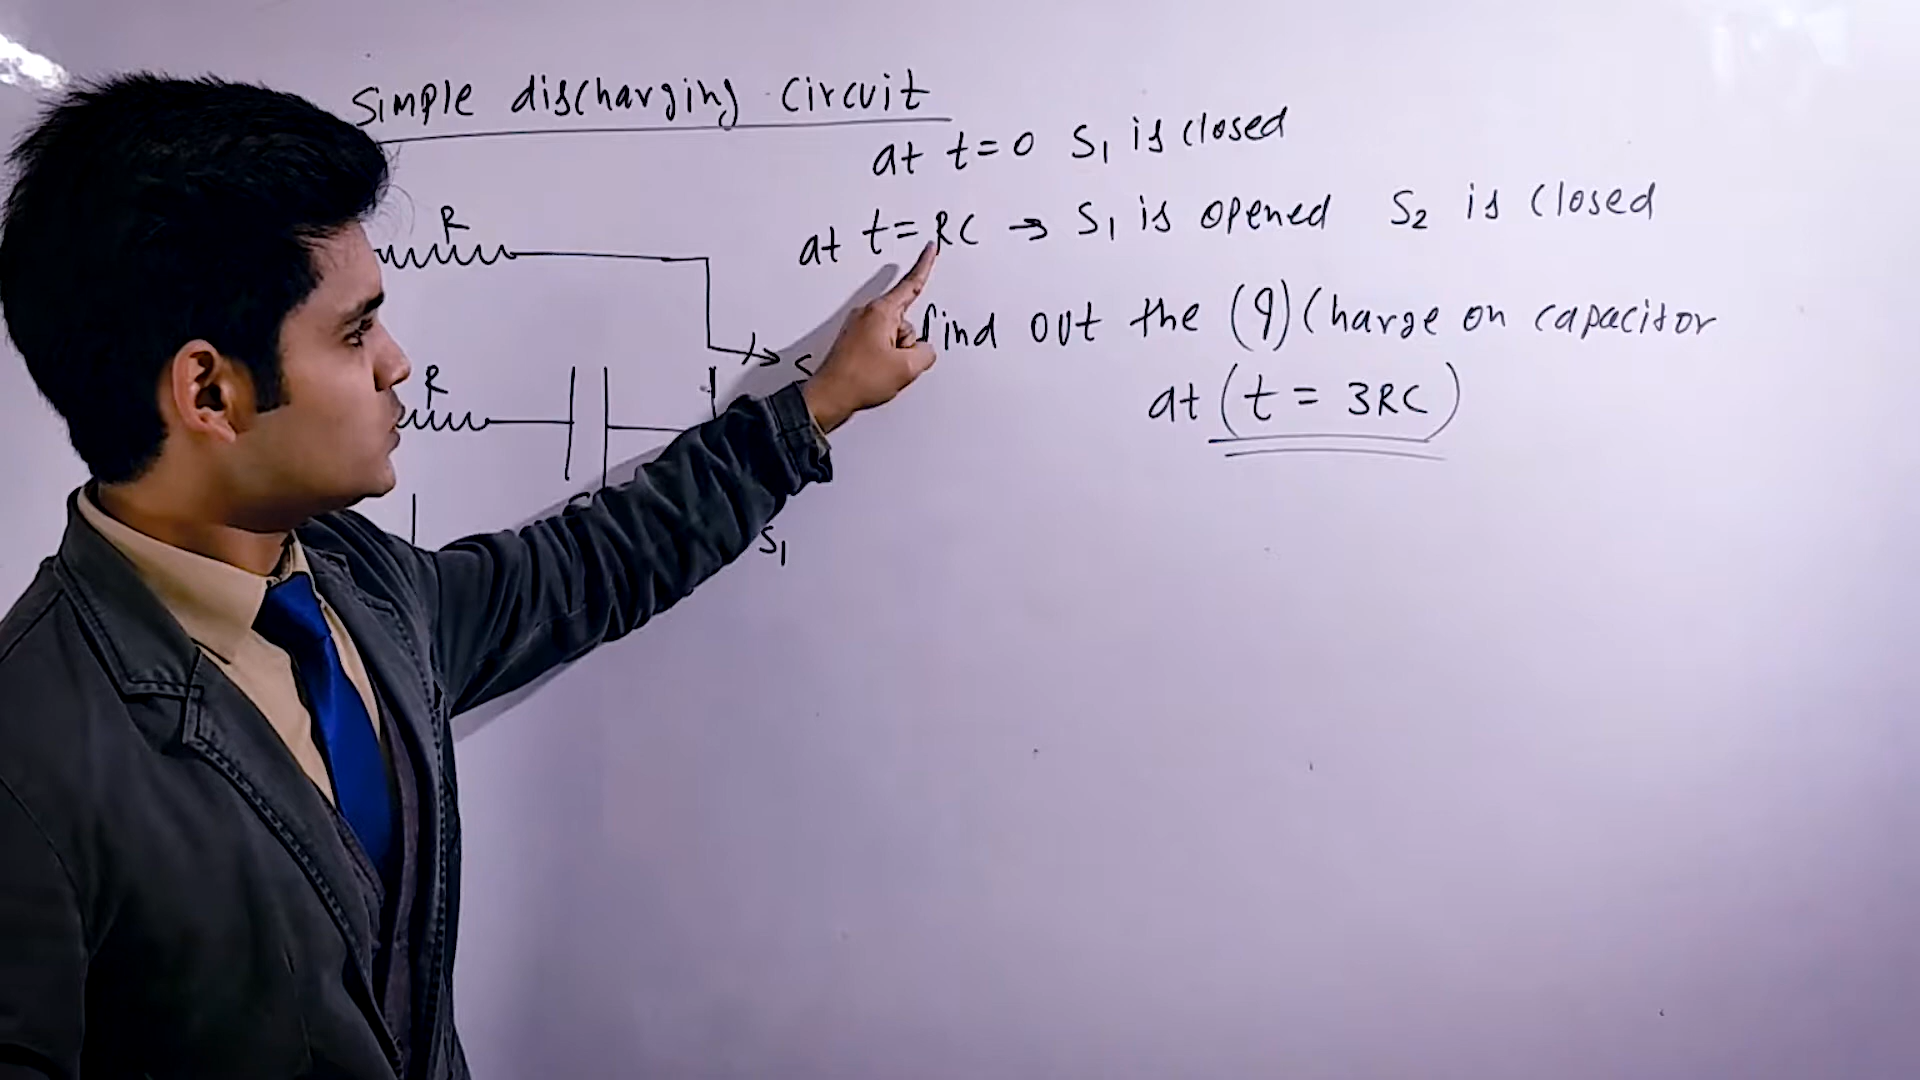 Simple discharging Circuit
at t=0 S1 is closed
at t=RC → S1 is opened S2 is closed
find out the (q) Charge on capacitor
at (t = 3RC)
R
R
S1